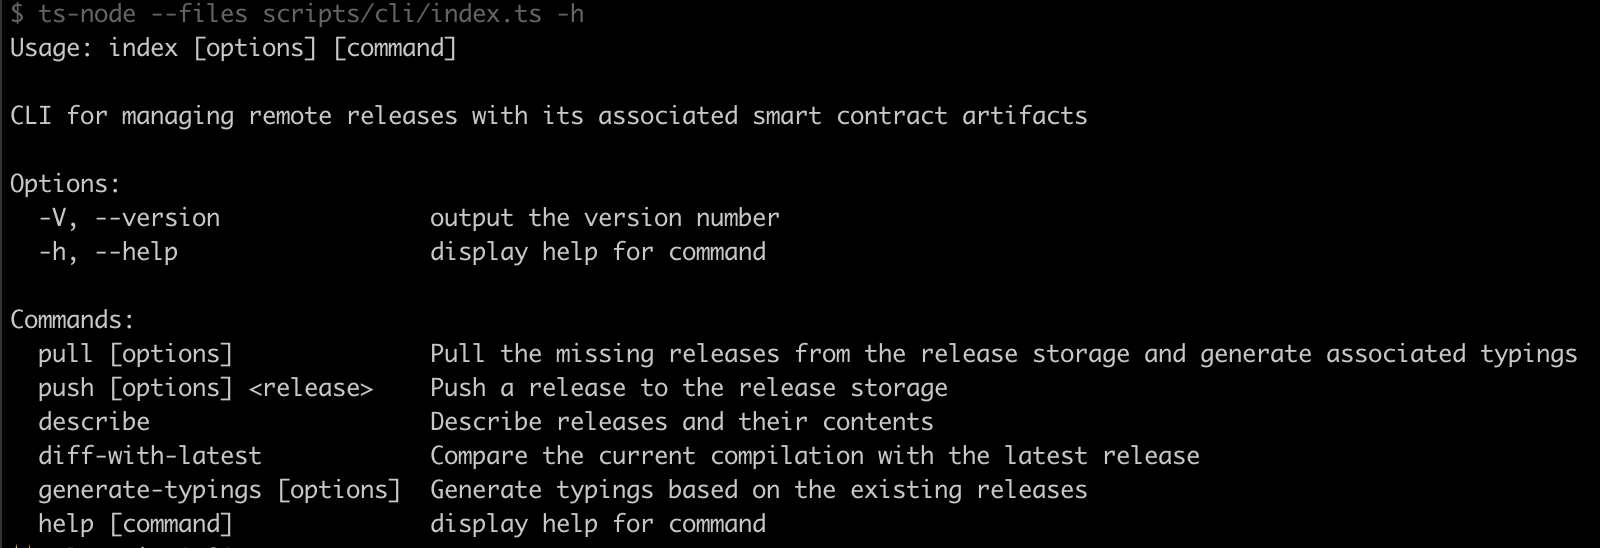 $ ts-node --files scripts/cli/index.ts -h
Usage: index [options] [command]
CLI for managing remote releases with its associated smart contract artifacts
Options:
-V, --version output the version number
-h, --help display help for command
Commands:
pull [options] Pull the missing releases from the release storage and generate associated typings
push [options] <release> Push a release to the release storage
describe Describe releases and their contents
diff-with-latest Compare the current compilation with the latest release
generate-typings [options] Generate typings based on the existing releases
help [command] display help for command